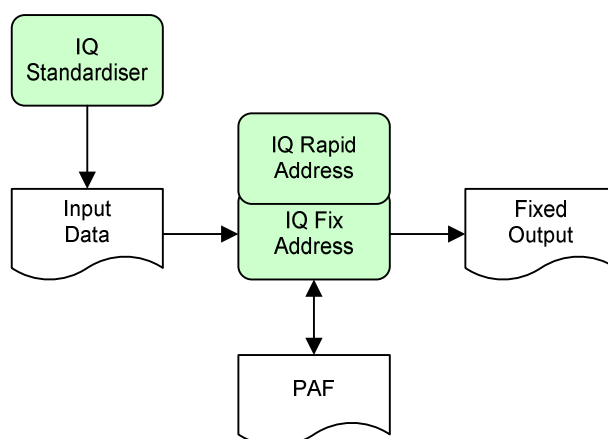 IQ
Standardiser
IQ Rapid
Address
Input
Data
IQ Fix
Address
Fixed
Output
PAF